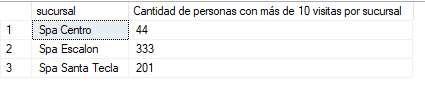 sucursal Cantidad de personas con más de 10 visitas por sucursal
1 Spa Centro 44
2 Spa Escalon 333
3 Spa Santa Tecla 201